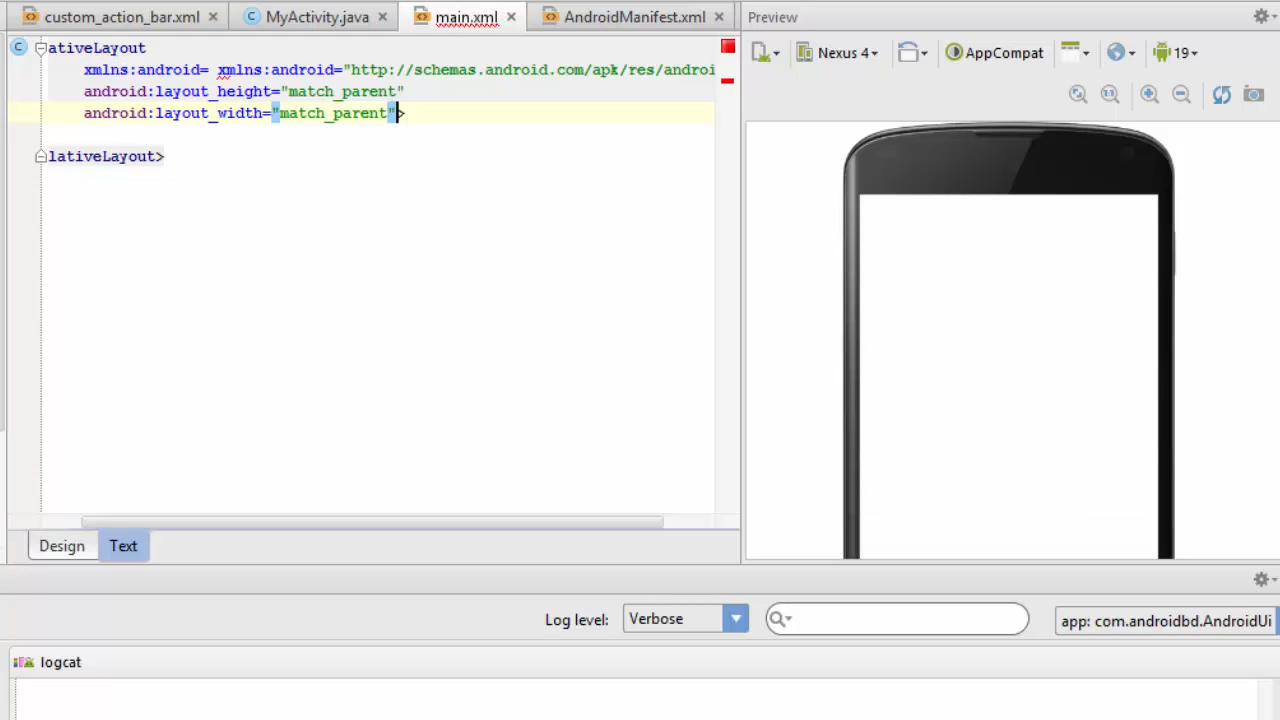 custom_action_bar.xml MyActivity.java main.xml AndroidManifest.xml Preview
ativeLayout
xmlns:android= xmlns:android="http://schemas.android.com/apk/res/androi
android:layout_height="match_parent"
android:layout_width="match_parent">
lativeLayout>
Nexus 4 AppCompat 19
Design Text
Log level: Verbose app: com.androidbd.AndroidUi
logcat